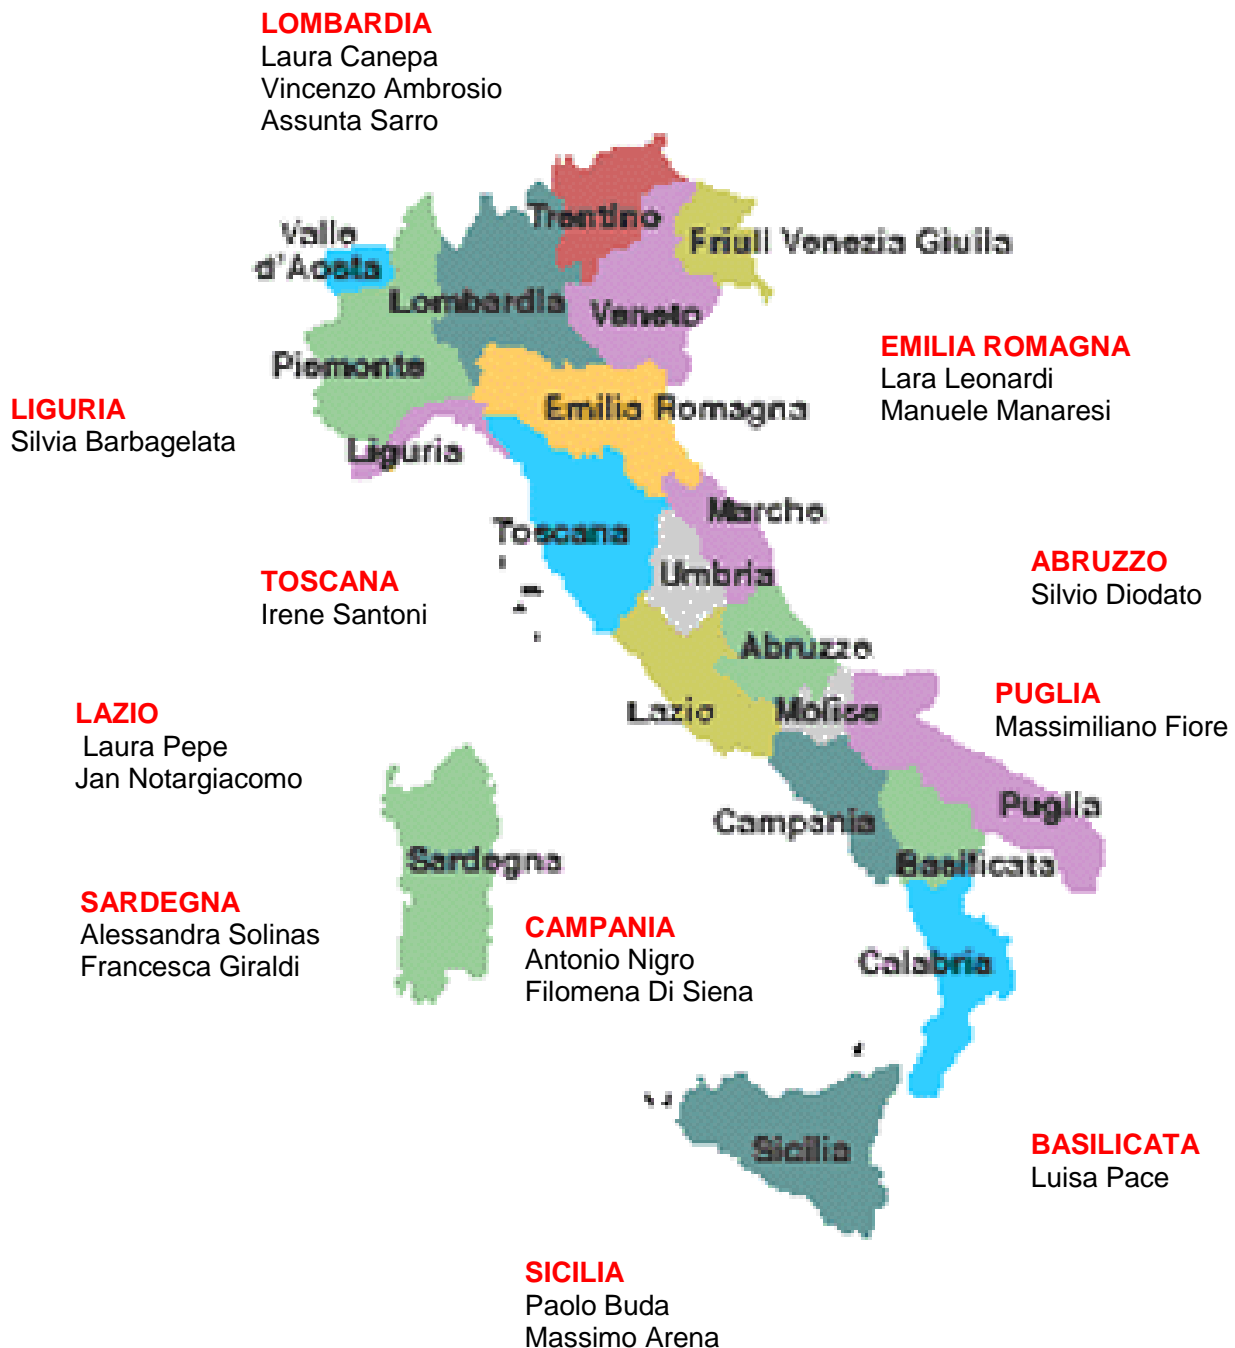 LOMBARDIA
Laura Canepa
Vincenzo Ambrosio
Assunta Sarro
Trentino
Valle
d'Aosta
Friuli Venezia Giulia
Lombardia
Veneto
Piemonte
EMILIA ROMAGNA
Lara Leonardi
Manuele Manaresi
LIGURIA
Silvia Barbagelata
Emilia Romagna
Liguria
Marche
Toscana
Umbria
TOSCANA
Irene Santoni
ABRUZZO
Silvio Diodato
Abruzzo
LAZIO
Laura Pepe
Jan Notargiacomo
Lazio
Molise
PUGLIA
Massimiliano Fiore
Puglia
Campania
Sardegna
Basilicata
SARDEGNA
Alessandra Solinas
Francesca Giraldi
CAMPANIA
Antonio Nigro
Filomena Di Siena
Calabria
Sicilia
BASILICATA
Luisa Pace
SICILIA
Paolo Buda
Massimo Arena